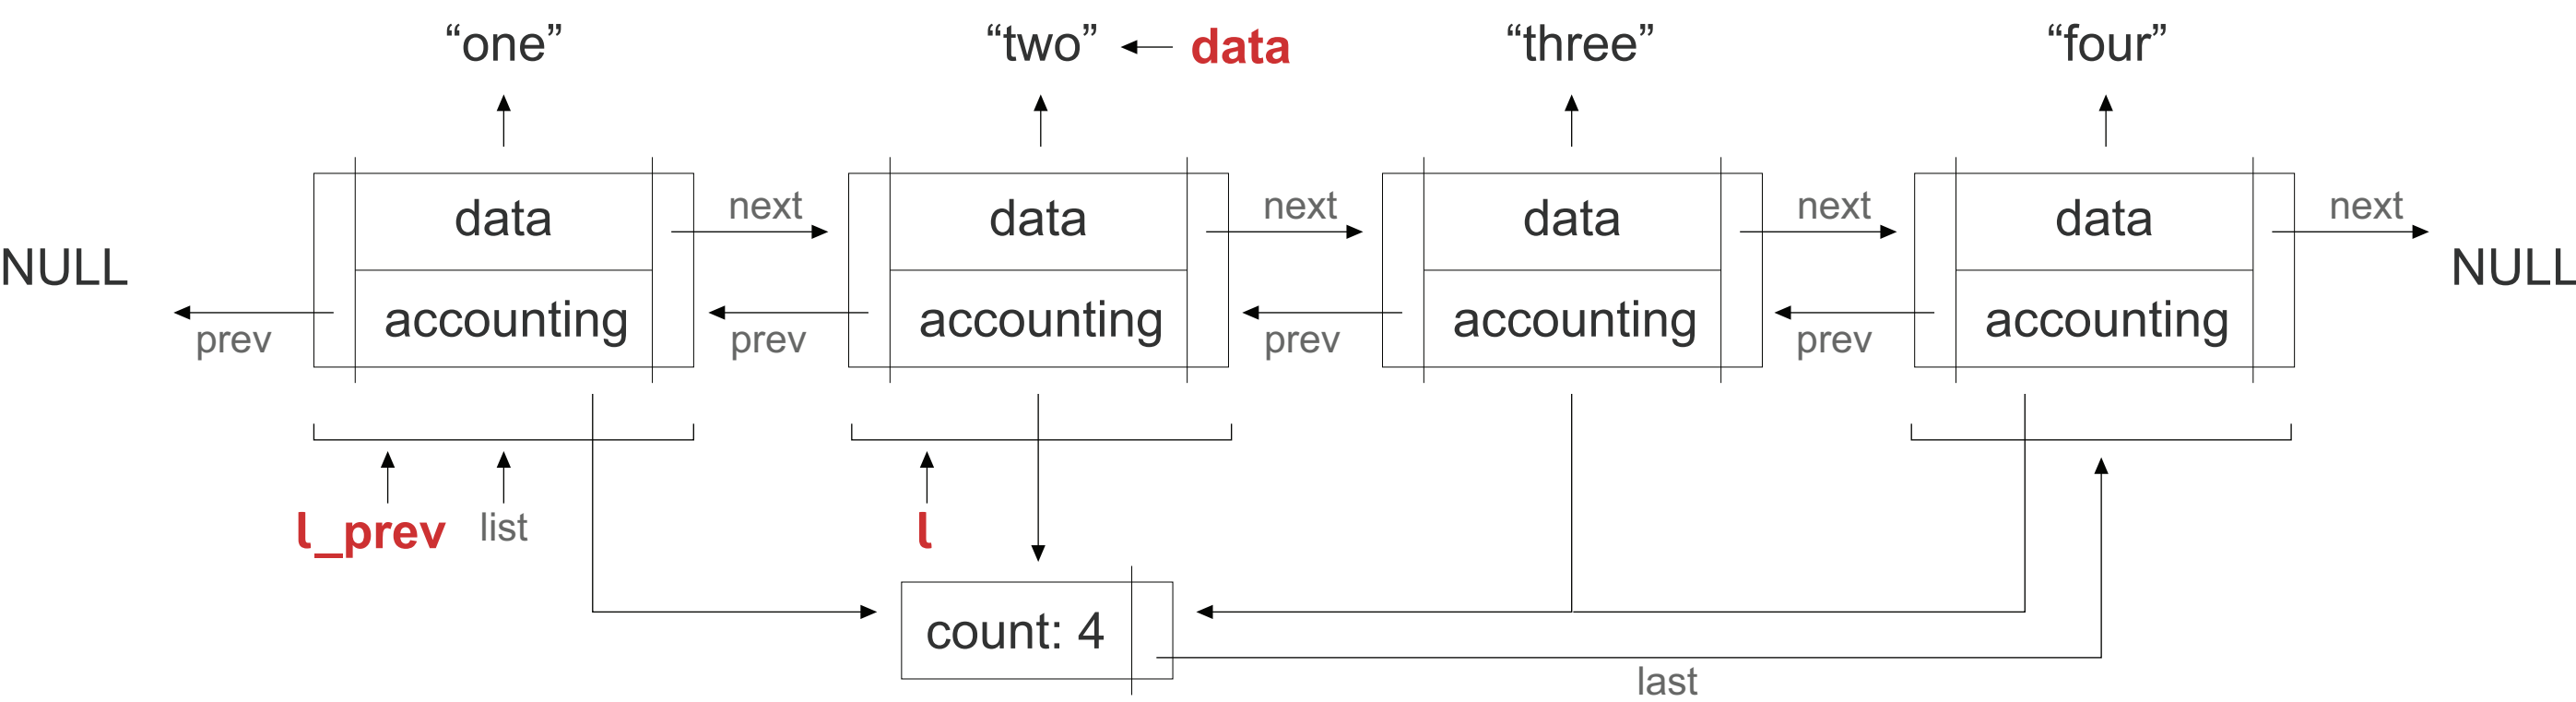 “one”
“two”
data
“three”
“four”
data
next
data
next
data
next
data
next
NULL
NULL
accounting
accounting
accounting
accounting
prev
prev
prev
prev
l_prev
list
l
count: 4
last